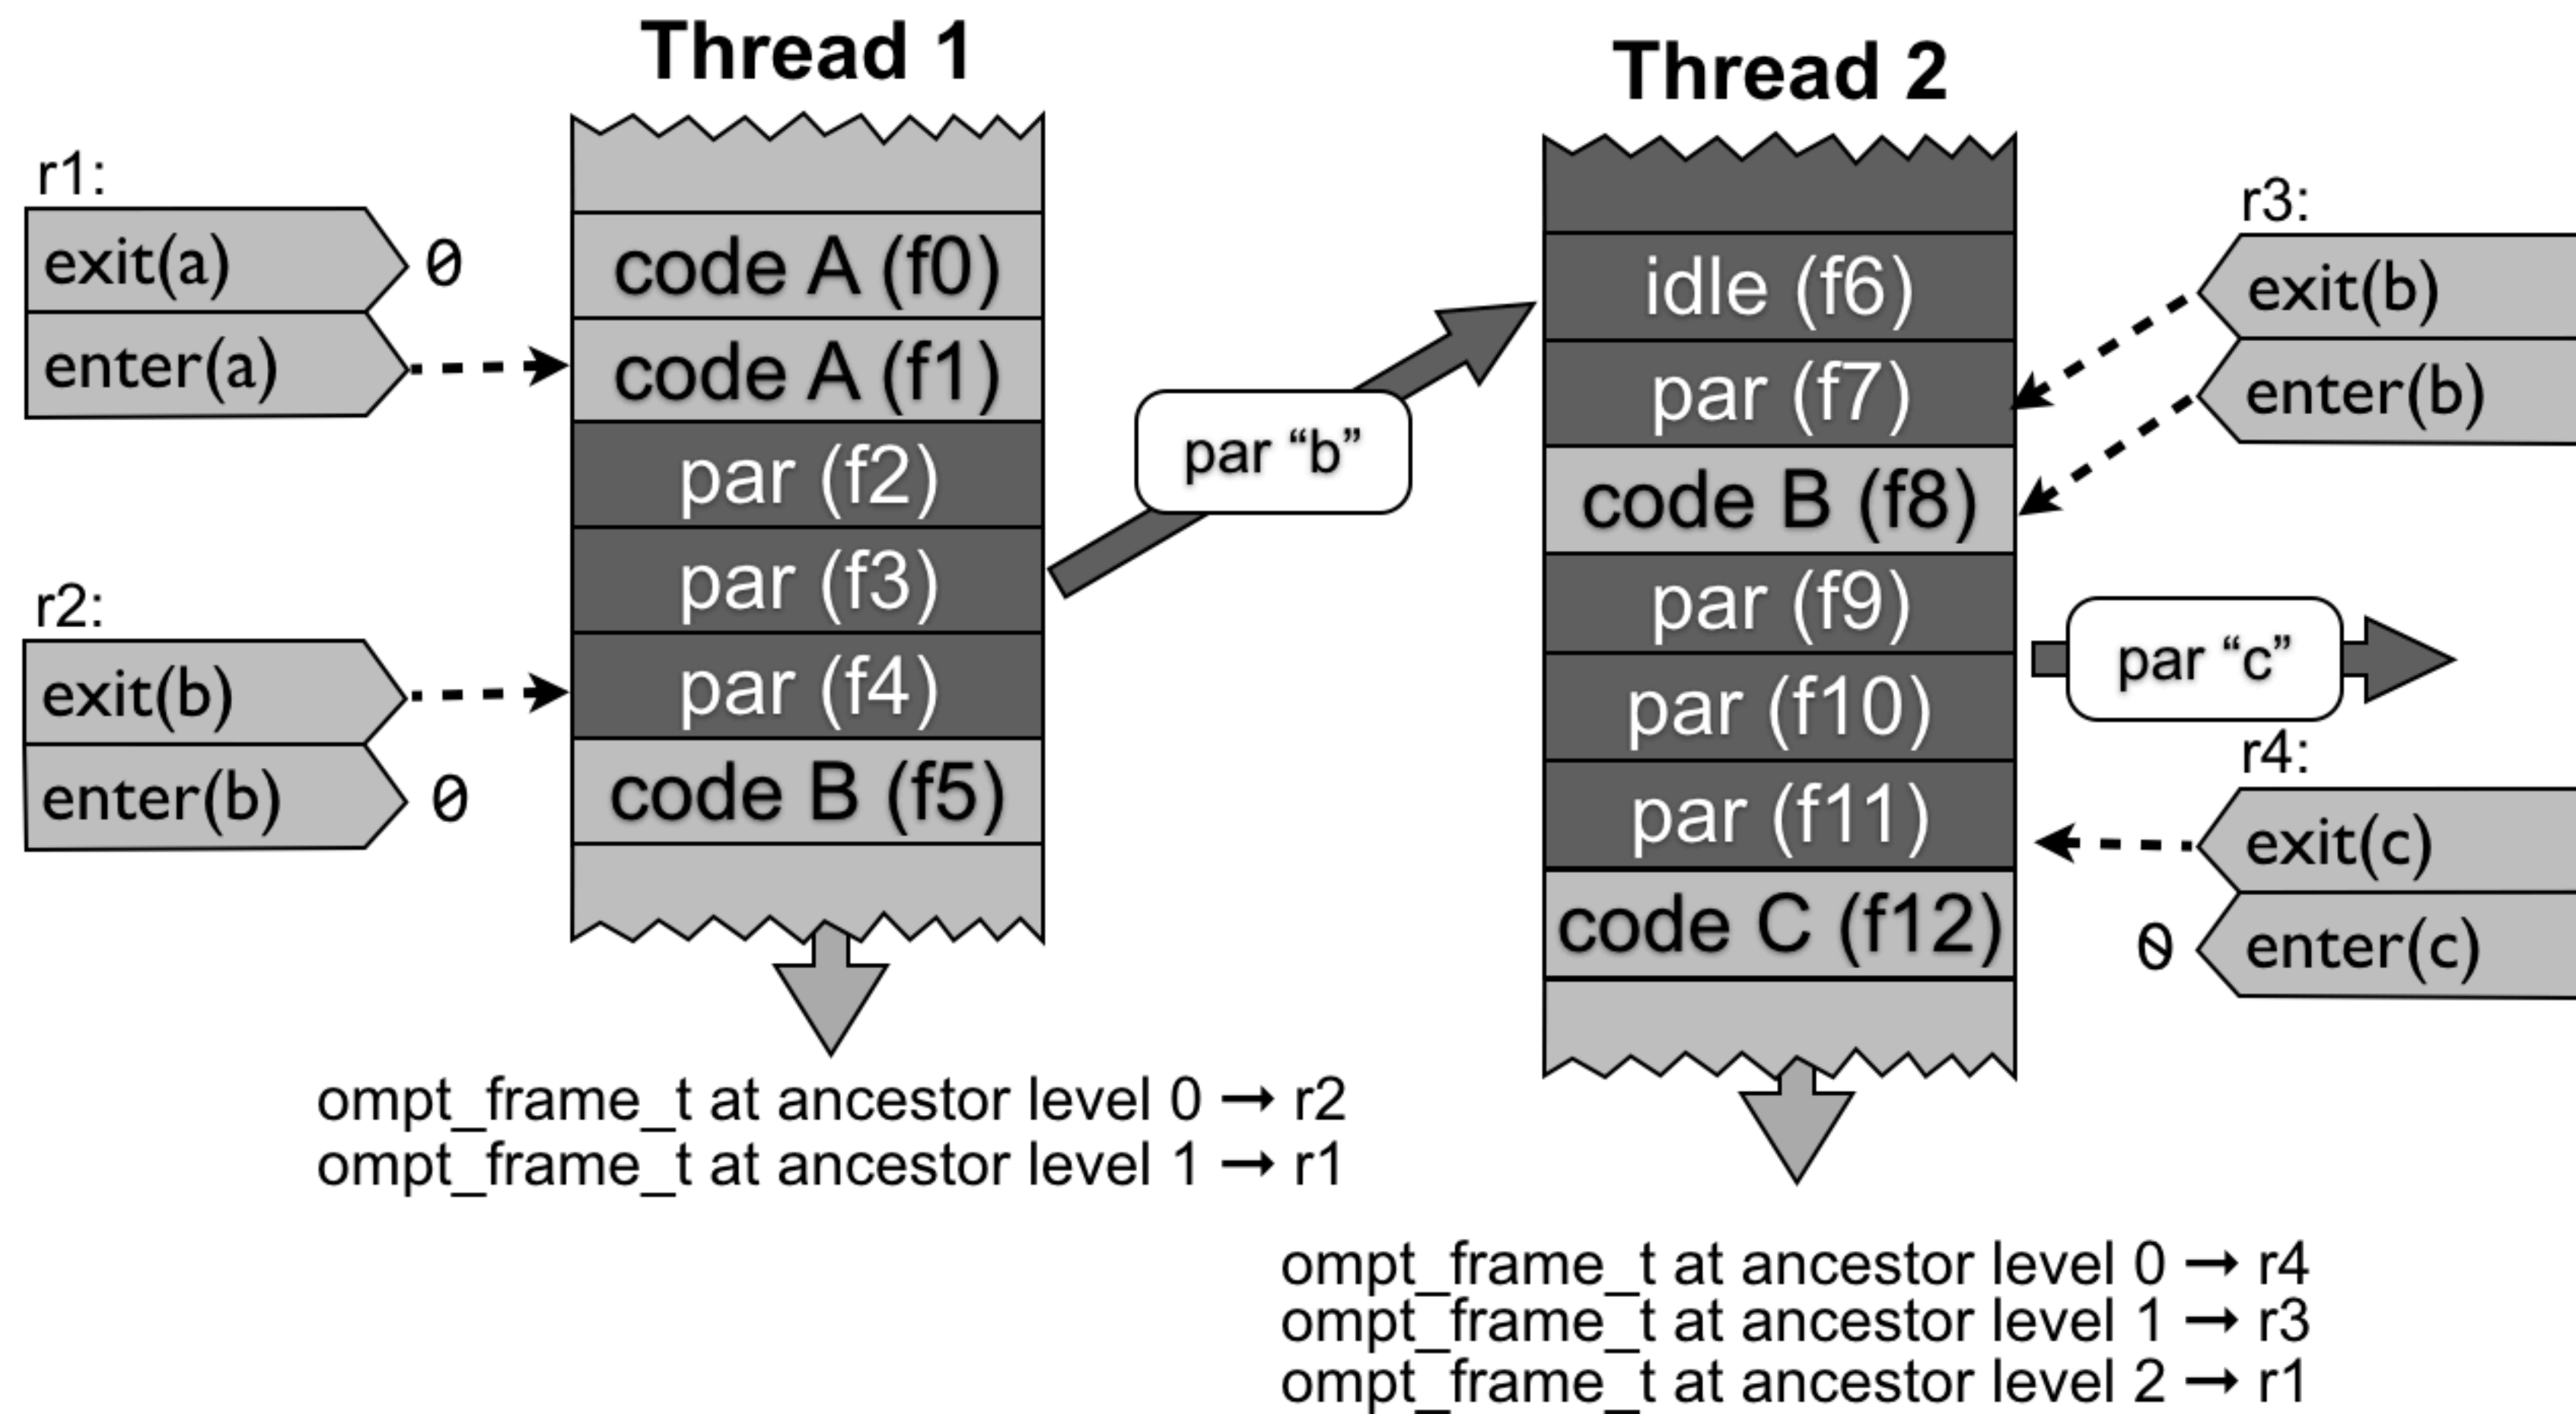 Thread 1
r1:
exit(a) 0
enter(a)
r2:
exit(b)
enter(b) 0
code A (f0)
code A (f1)
par (f2)
par (f3)
par (f4)
code B (f5)
par “b”
ompt_frame_t at ancestor level 0 → r2
ompt_frame_t at ancestor level 1 → r1
Thread 2
idle (f6)
par (f7)
code B (f8)
par (f9)
par (f10)
par (f11)
code C (f12)
r3:
exit(b)
enter(b)
par “c”
r4:
exit(c)
0 enter(c)
ompt_frame_t at ancestor level 0 → r4
ompt_frame_t at ancestor level 1 → r3
ompt_frame_t at ancestor level 2 → r1